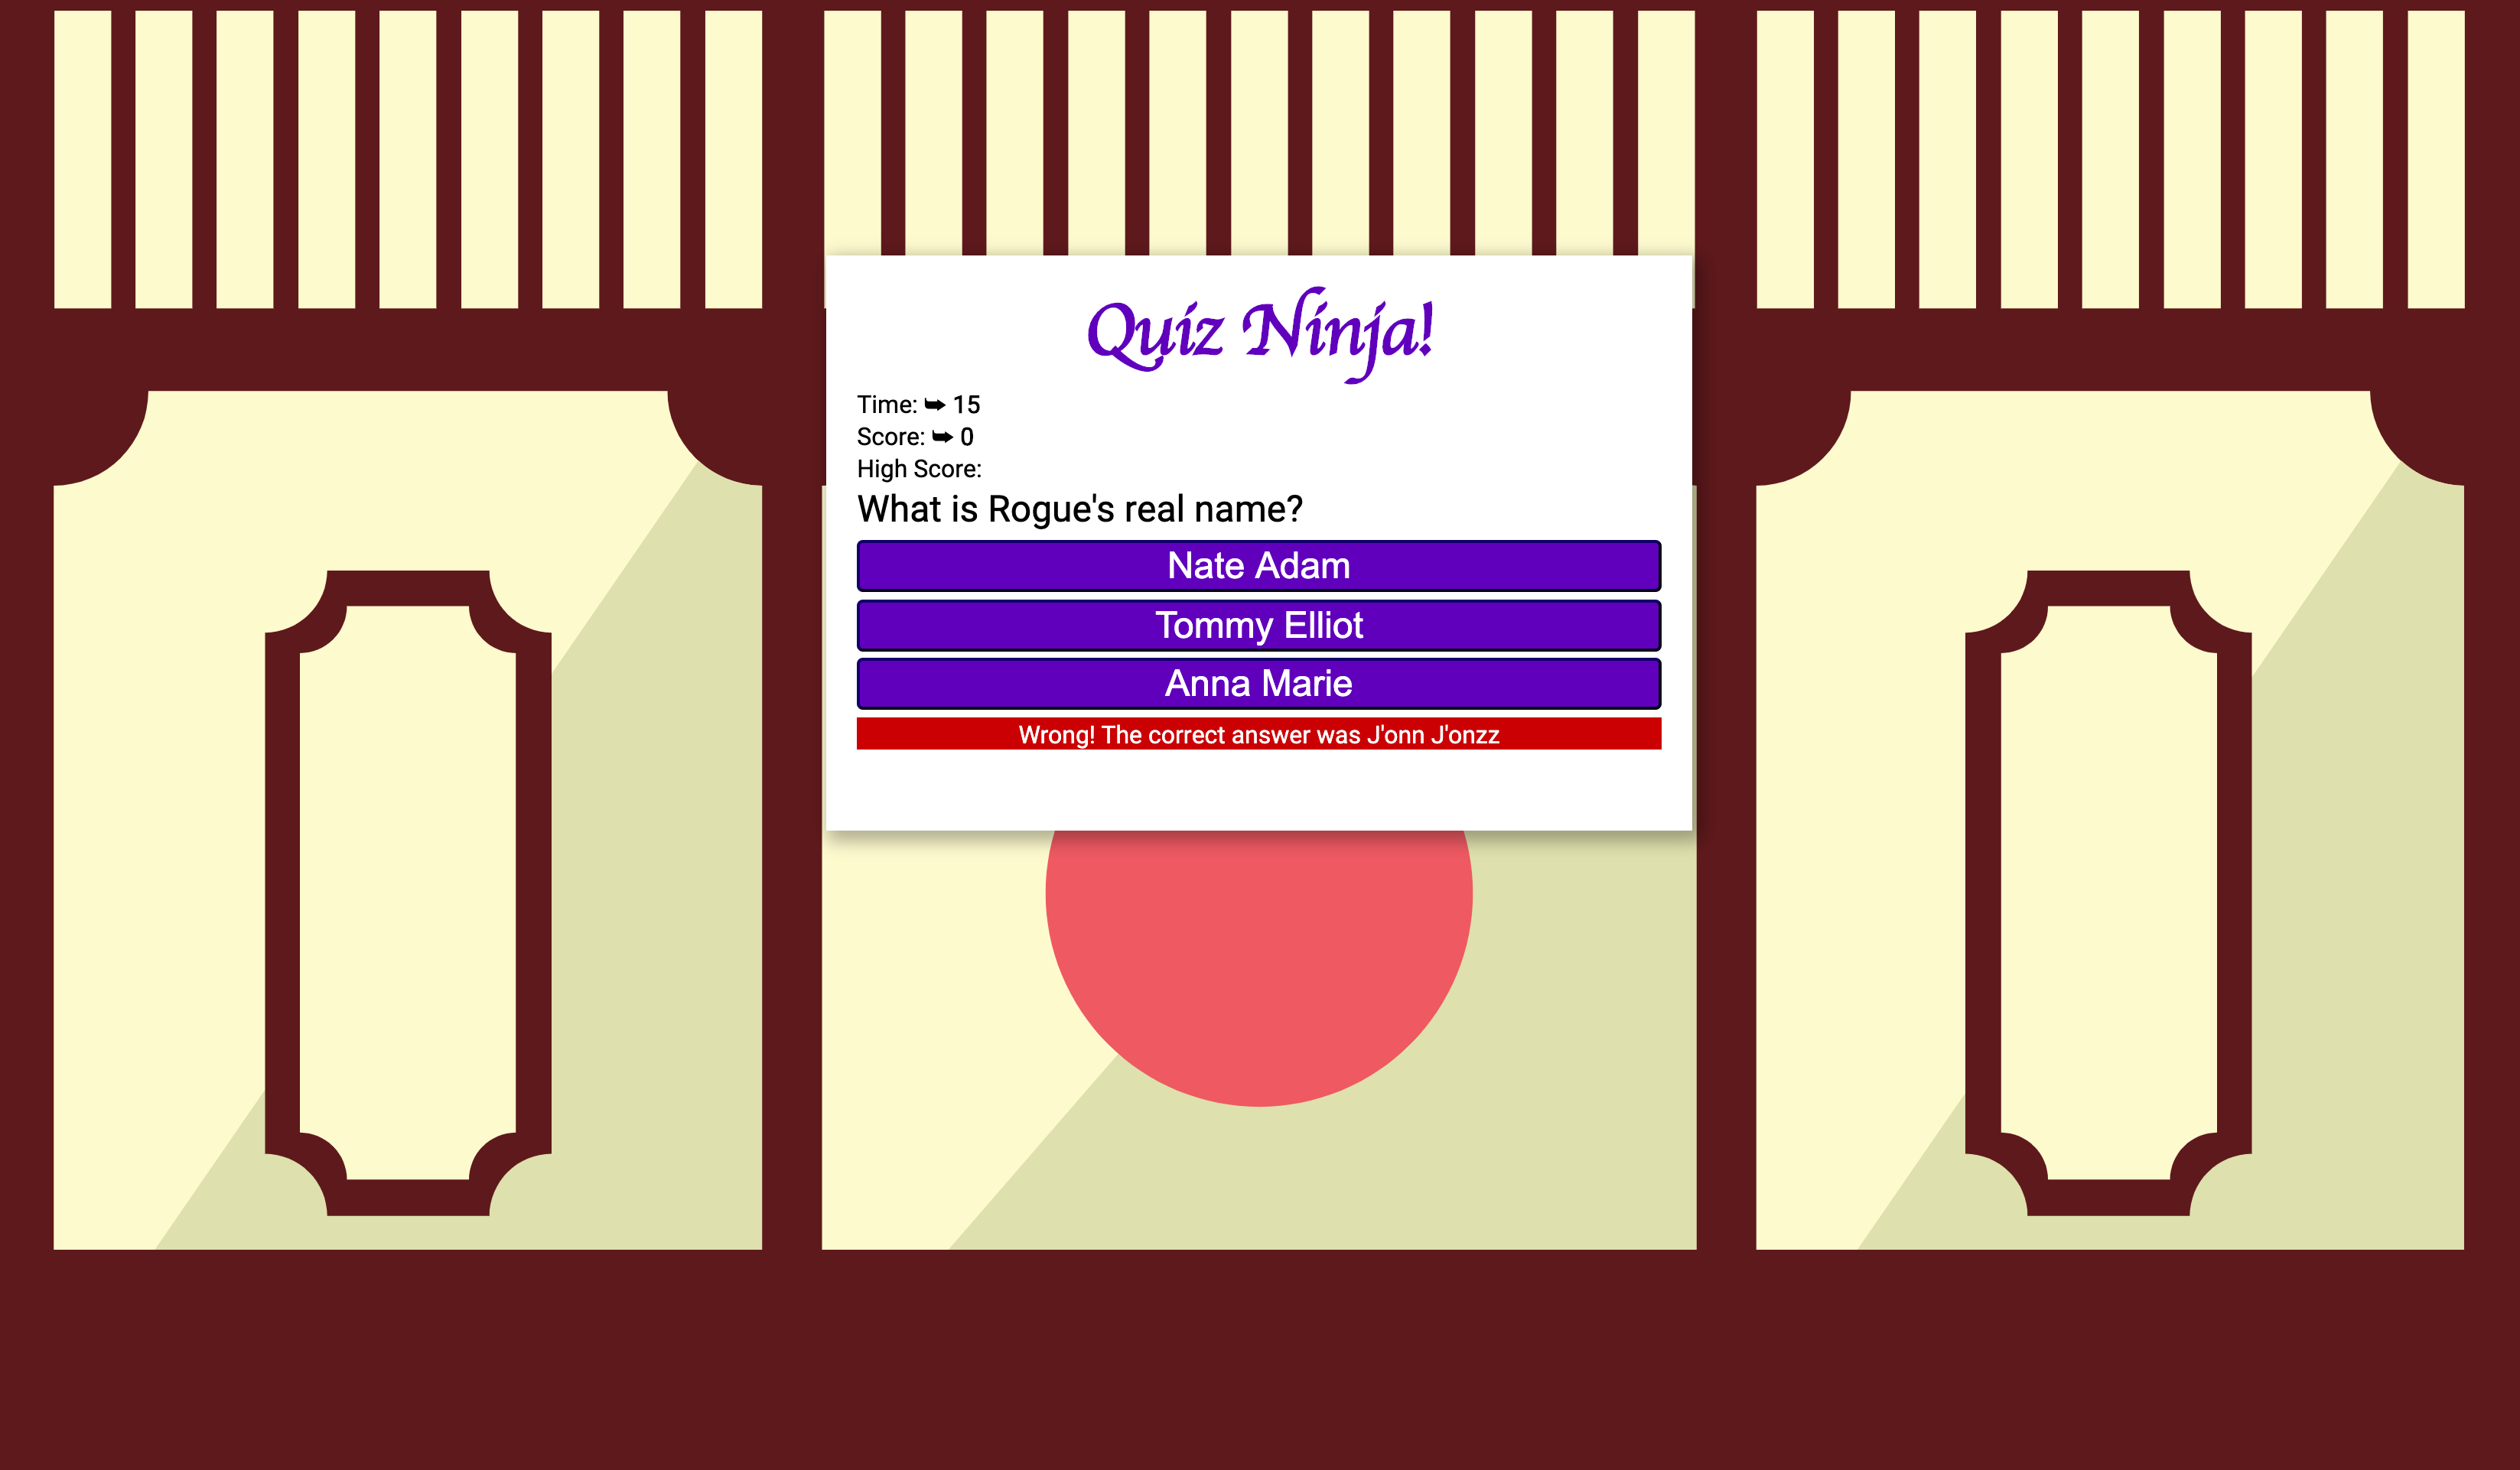 Quiz Ninja!
Time: ➥ 15
Score: ➥ 0
High Score:
What is Rogue's real name?
Nate Adam
Tommy Elliot
Anna Marie
Wrong! The correct answer was J'onn J'onzz